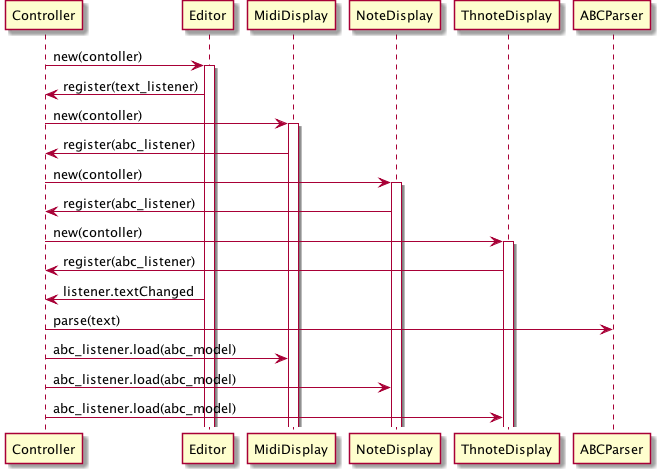 Controller Editor MidiDisplay NoteDisplay ThnoteDisplay ABCParser
new(contoller)
register(text_listener)
new(contoller)
register(abc_listener)
new(contoller)
register(abc_listener)
new(contoller)
register(abc_listener)
listener.textChanged
parse(text)
abc_listener.load(abc_model)
abc_listener.load(abc_model)
abc_listener.load(abc_model)
Controller Editor MidiDisplay NoteDisplay ThnoteDisplay ABCParser